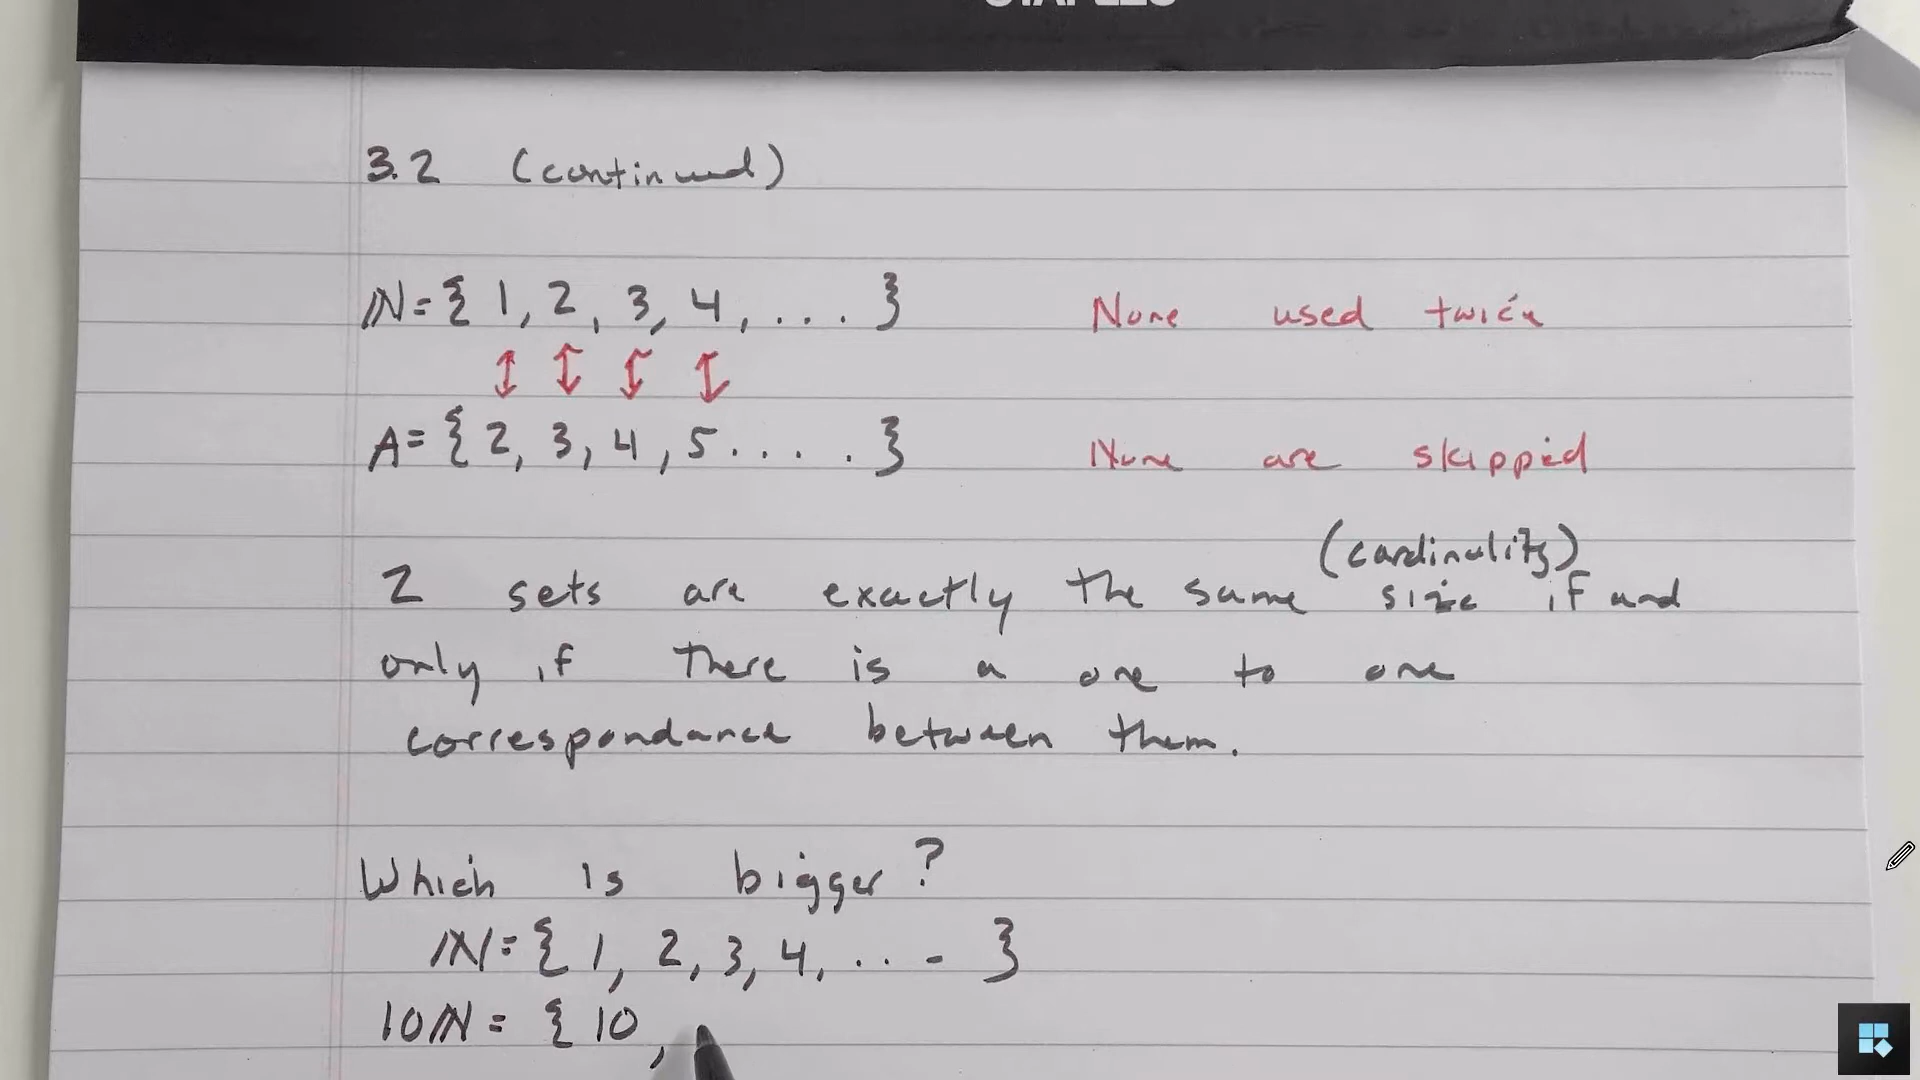 STAPLES
3.2 (continued)
ℕ = { 1, 2, 3, 4, . . . } None used twice
A = { 2, 3, 4, 5 . . . . } None are skipped
(cardinality)
2 sets are exactly the same size if and
only if there is a one to one
correspondance between them.
Which is bigger?
ℕ = { 1, 2, 3, 4, . . . }
10ℕ = { 10,